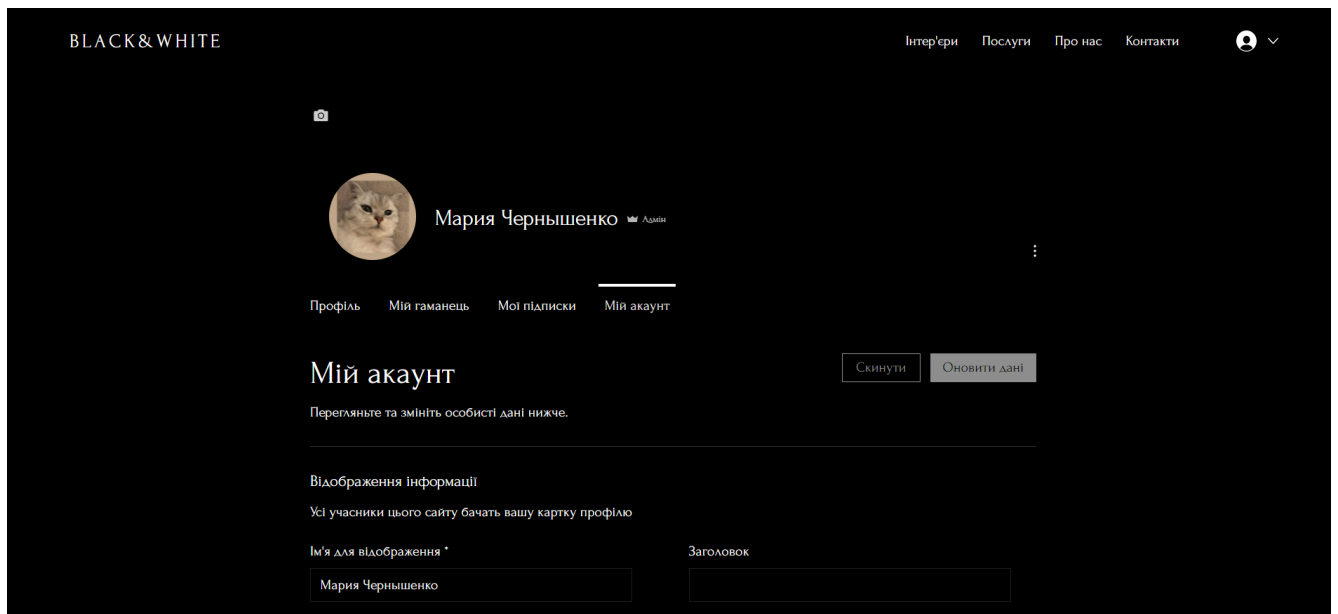 BLACK&WHITE
Інтер'єри Послуги Про нас Контакти
Мария Чернышенко Адмін
Профіль Мій гаманець Мої підписки Мій акаунт
Мій акаунт
Скинути Оновити дані
Перегляньте та змініть особисті дані нижче.
Відображення інформації
Усі учасники цього сайту бачать вашу картку профілю
Ім'я для відображення * Заголовок
Мария Чернышенко